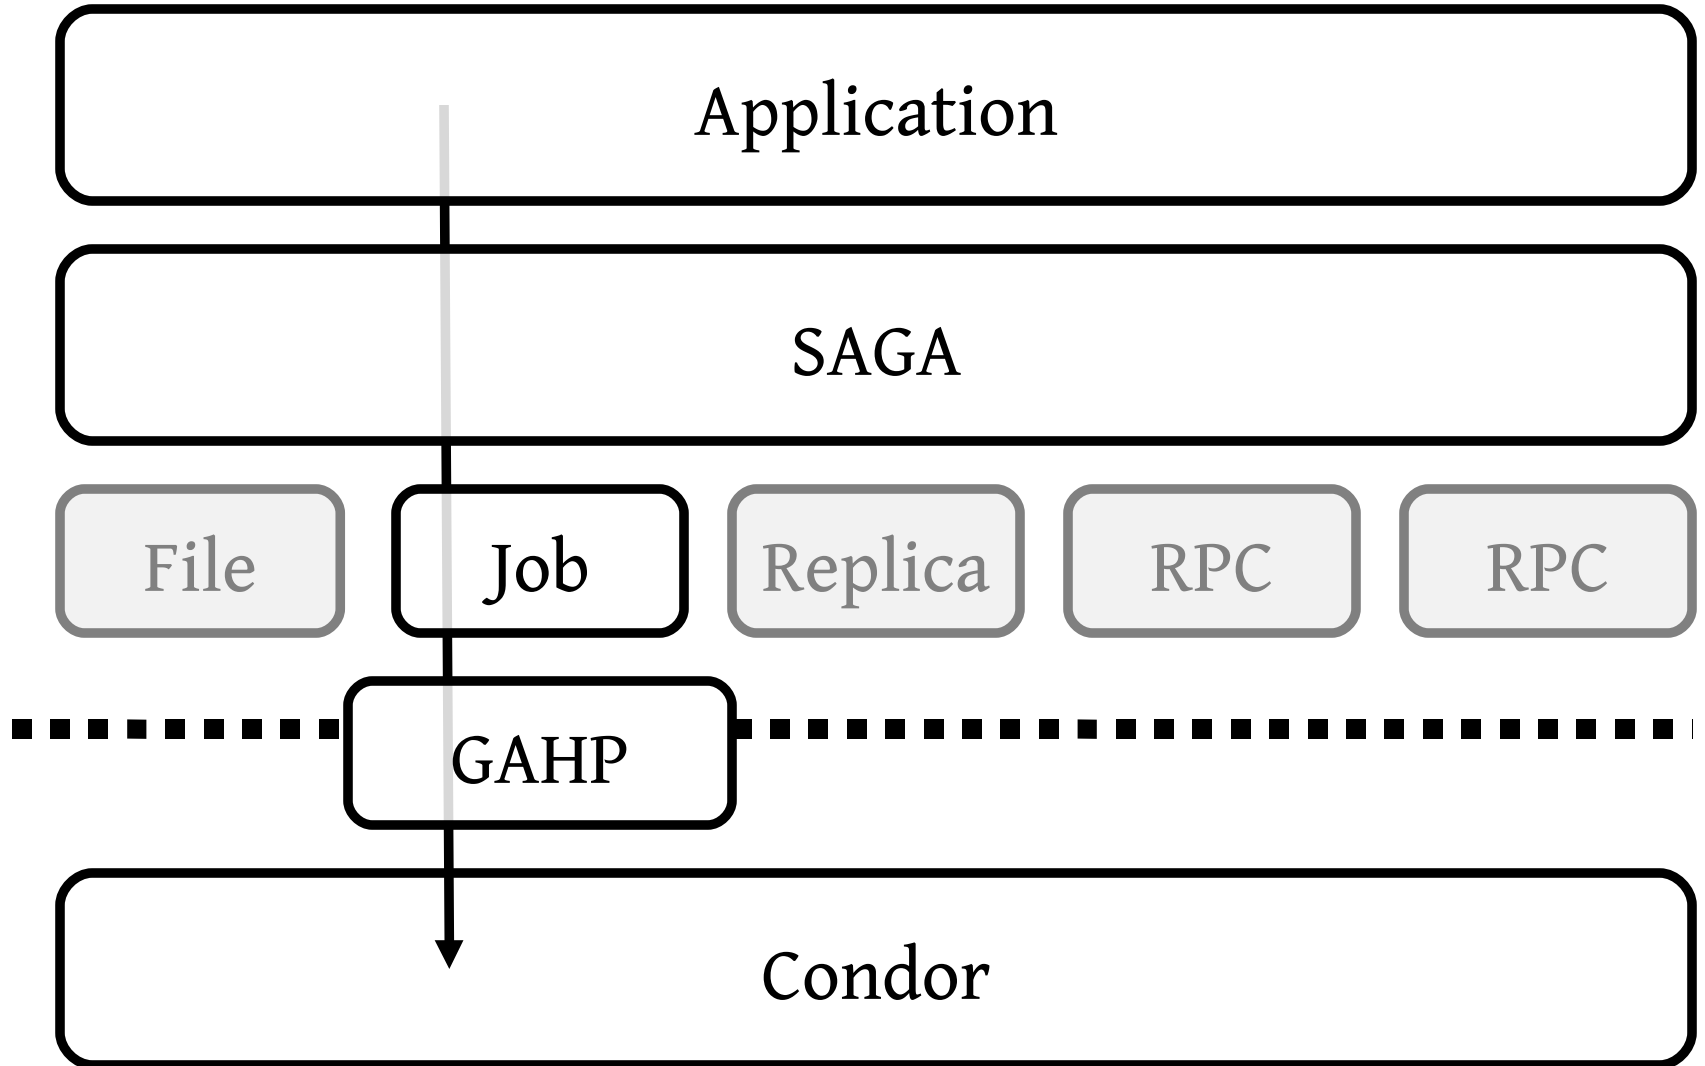 Application
SAGA
File
Job
Replica
RPC
RPC
GAHP
Condor